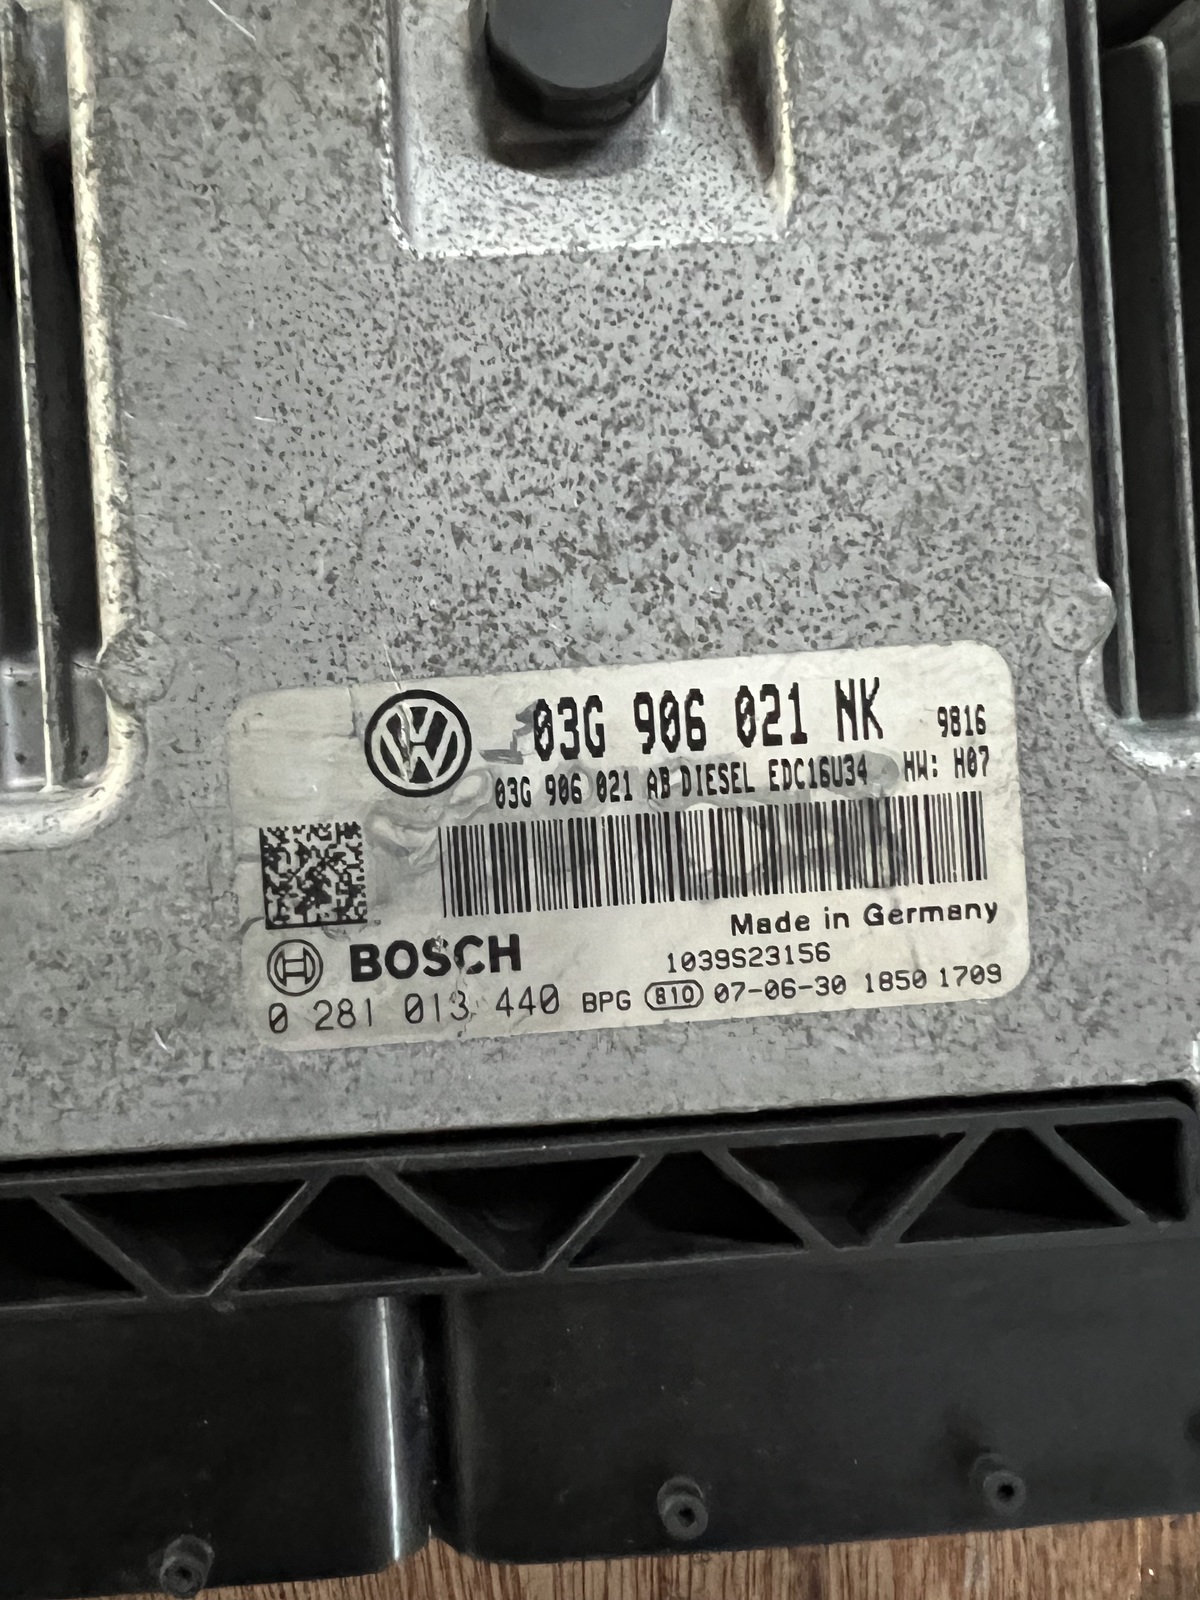 03G 906 021 NK 9816
03G 906 021 AB DIESEL EDC16U34 HW: H07
Made in Germany
BOSCH 1039S23156
0 281 013 440 BPG 810 07-06-30 1850 1709